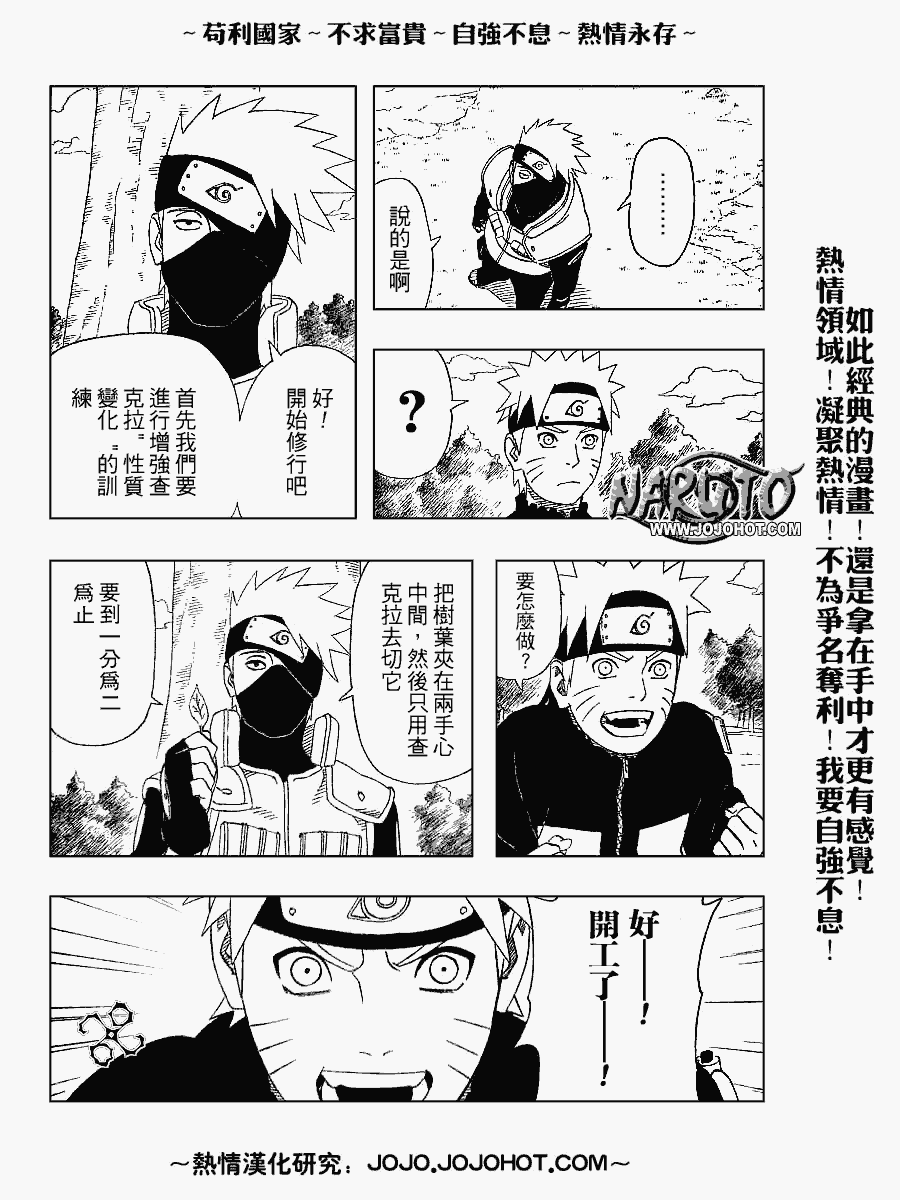 ~苟利國家~不求富貴~自強不息~熱情永存~
………
說的是啊
?
好!
開始修行吧
首先我們要
進行增強查
克拉"性質
變化"的訓
練
要怎麼做?
把樹葉夾在兩手心
中間,然後只用查
克拉去切它
要到一分為二
為止
好——!
開工了——!
NARUTO
WWW.JOJOHOT.COM
如此經典的漫畫!還是拿在手中才更有感覺!
熱情領域!凝聚熱情!不為爭名奪利!我要自強不息!
~熱情漢化研究: JOJO.JOJOHOT.COM~